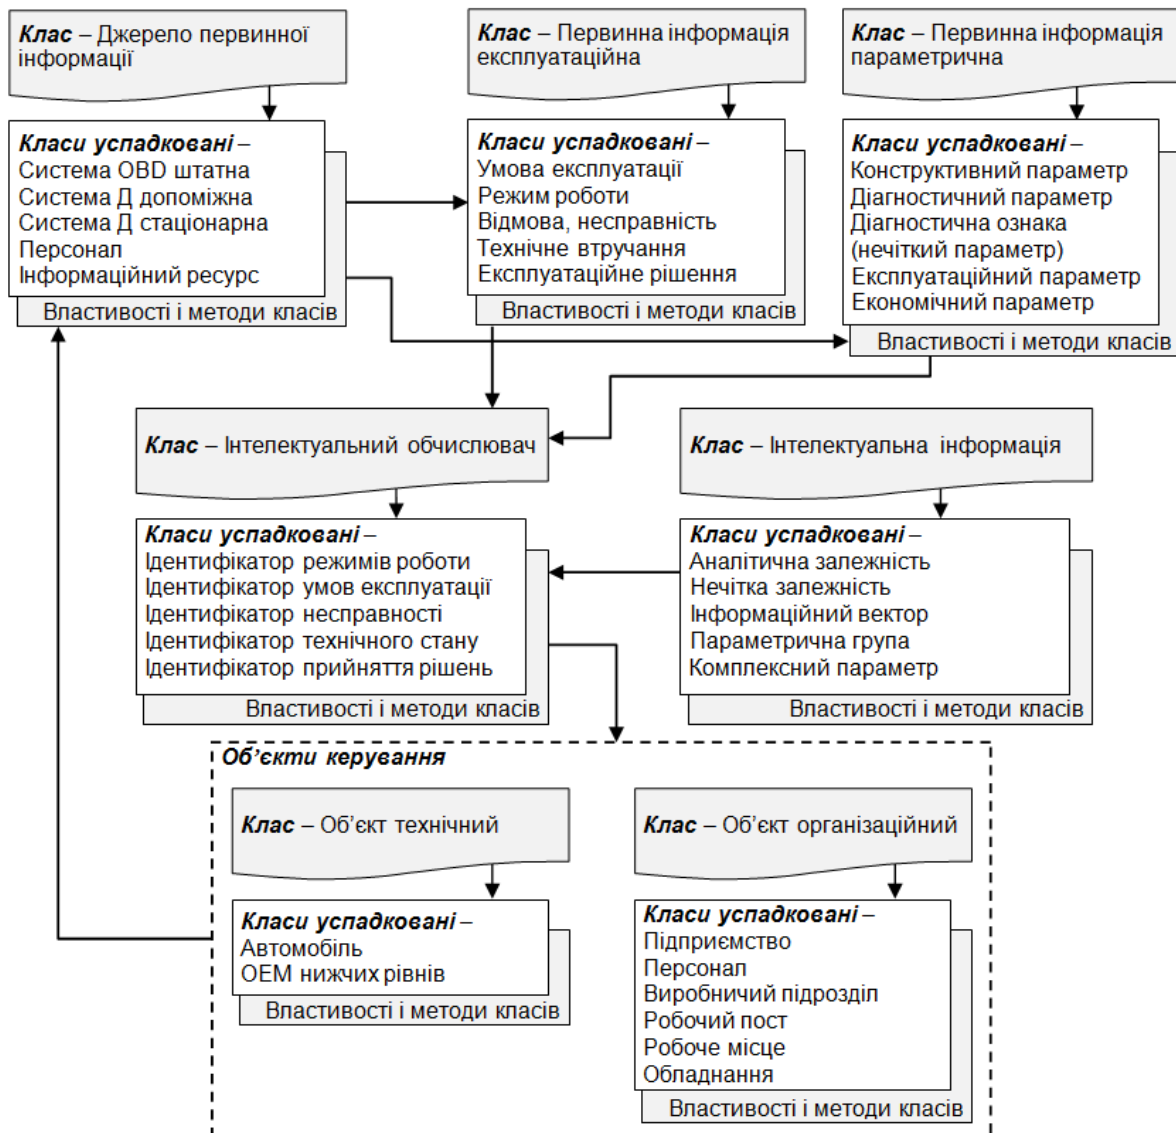 Клас – Джерело первинної
інформації
Клас – Первинна інформація
експлуатаційна
Клас – Первинна інформація
параметрична
Класи успадковані –
Система OBD штатна
Система Д допоміжна
Система Д стаціонарна
Персонал
Інформаційний ресурс
Властивості і методи класів
Класи успадковані –
Умова експлуатації
Режим роботи
Відмова, несправність
Технічне втручання
Експлуатаційне рішення
Властивості і методи класів
Класи успадковані –
Конструктивний параметр
Діагностичний параметр
Діагностична ознака
(нечіткий параметр)
Експлуатаційний параметр
Економічний параметр
Властивості і методи класів
Клас – Інтелектуальний обчислювач
Клас – Інтелектуальна інформація
Класи успадковані –
Ідентифікатор режимів роботи
Ідентифікатор умов експлуатації
Ідентифікатор несправності
Ідентифікатор технічного стану
Ідентифікатор прийняття рішень
Властивості і методи класів
Класи успадковані –
Аналітична залежність
Нечітка залежність
Інформаційний вектор
Параметрична група
Комплексний параметр
Властивості і методи класів
Об’єкти керування
Клас – Об’єкт технічний
Клас – Об’єкт організаційний
Класи успадковані –
Автомобіль
ОЕМ нижчих рівнів
Властивості і методи класів
Класи успадковані –
Підприємство
Персонал
Виробничий підрозділ
Робочий пост
Робоче місце
Обладнання
Властивості і методи класів